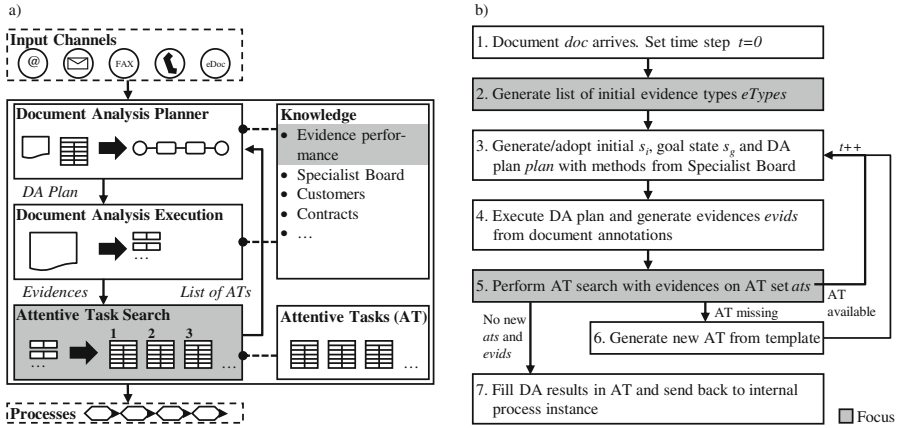 a)
Input Channels
@
FAX
eDoc
Document Analysis Planner
DA Plan
Document Analysis Execution
...
Evidences
List of ATs
Attentive Task Search
1 2 3
... ...
Processes
Knowledge
• Evidence perfor-
mance
• Specialist Board
• Customers
• Contracts
• ...
Attentive Tasks (AT)
...
b)
1. Document doc arrives. Set time step t=0
2. Generate list of initial evidence types eTypes
3. Generate/adopt initial si, goal state sg and DA
plan plan with methods from Specialist Board
t++
4. Execute DA plan and generate evidences evids
from document annotations
5. Perform AT search with evidences on AT set ats
No new
ats and
evids
AT missing
AT
available
6. Generate new AT from template
7. Fill DA results in AT and send back to internal
process instance
Focus